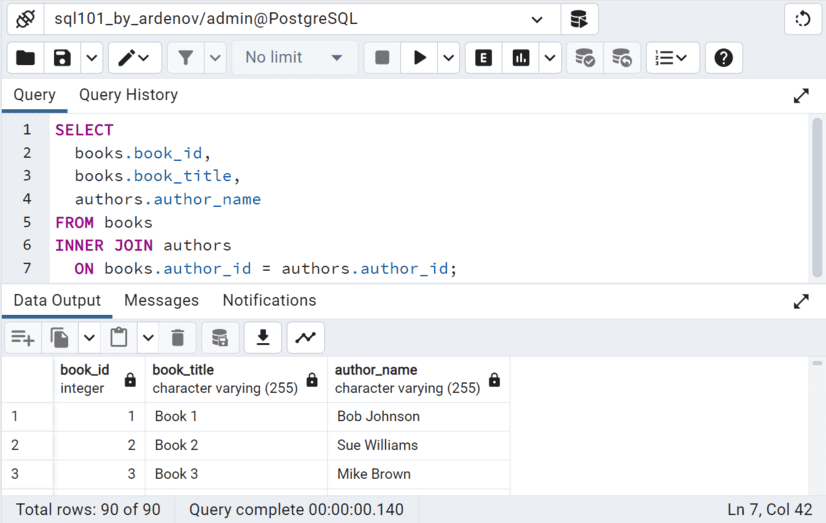 sql101_by_ardenov/admin@PostgreSQL
No limit
E
Query Query History
1 SELECT
2 books.book_id,
3 books.book_title,
4 authors.author_name
5 FROM books
6 INNER JOIN authors
7 ON books.author_id = authors.author_id;
Data Output Messages Notifications
book_id book_title author_name
integer character varying (255) character varying (255)
1 1 Book 1 Bob Johnson
2 2 Book 2 Sue Williams
3 3 Book 3 Mike Brown
Total rows: 90 of 90 Query complete 00:00:00.140 Ln 7, Col 42